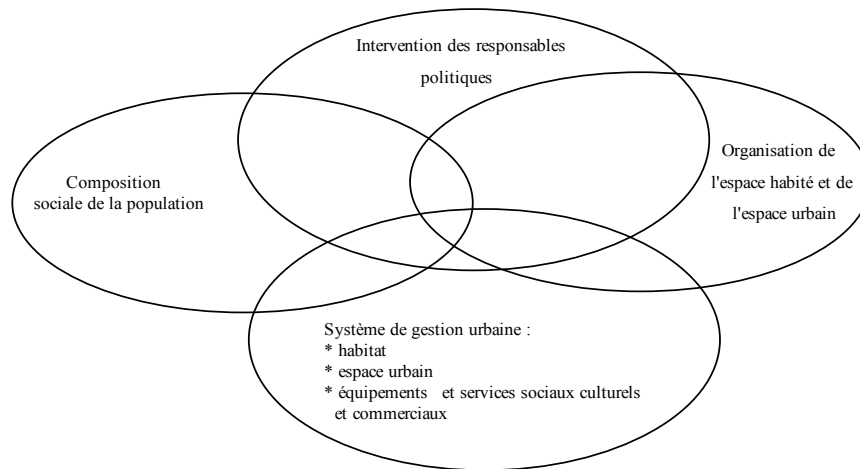 Intervention des responsables
politiques
Composition
sociale de la population
Organisation de
l'espace habité et de
l'espace urbain
Système de gestion urbaine :
* habitat
* espace urbain
* équipements et services sociaux culturels
et commerciaux